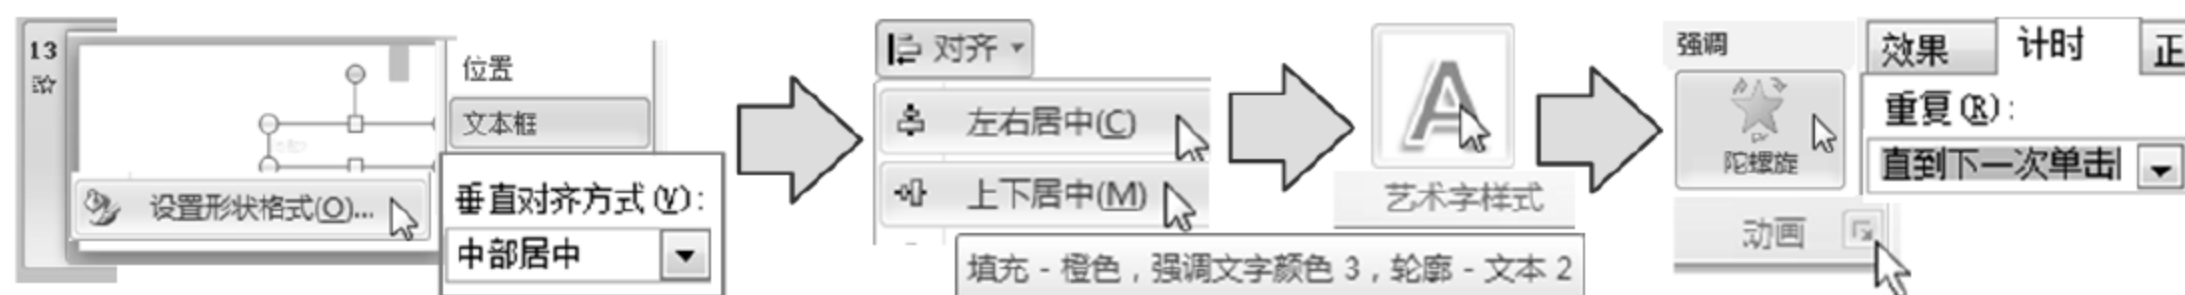 13
位置
文本框
设置形状格式(O)...
垂直对齐方式(V):
中部居中
对齐
左右居中(C)
上下居中(M)
填充 - 橙色，强调文字颜色 3，轮廓 - 文本 2
A
艺术字样式
强调
陀螺旋
动画
效果
计时
正
重复(R):
直到下一次单击